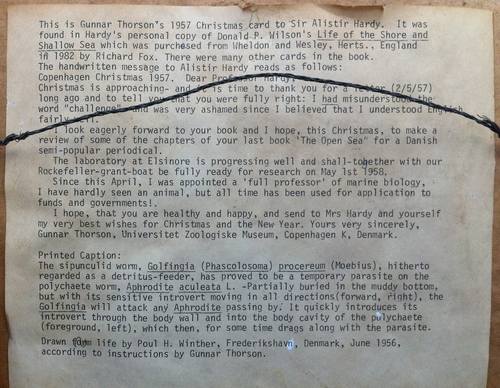 This is Gunnar Thorson's 1957 Christmas card to Sir Alistir Hardy. It was
found in Hardy's personal copy of Donald P. Wilson's Life of the Shore and
Shallow Sea which was purchased from Wheldon and Wesley, Herts., England
in 1982 by Richard Fox. There were many other cards in the book.
The handwritten message to Alistir Hardy reads as follows:
Copenhagen Christmas 1957. Dear Professor Hardy,
Christmas is approaching- and it is time to thank you for a letter (2/5/57)
long ago and to tell you that you were fully right: I had misunderstood the
word "challenge" and was very ashamed since I believed that I understood English
fairly well.
I look eagerly forward to your book and I hope, this Christmas, to make a
review of some of the chapters of your last book 'The Open Sea" for a Danish
semi-popular periodical.
The laboratory at Elsinore is progressing well and shall-together with our
Rockefeller-grant-boat be fully ready for research on May 1st 1958.
Since this April, I was appointed a 'full professor' of marine biology,
I have hardly seen an animal, but all time has been used for application to
funds and governments!.
I hope, that you are healthy and happy, and send to Mrs Hardy and yourself
my very best wishes for Christmas and the New Year. Yours very sincerely,
Gunnar Thorson, Universitet Zoologiske Museum, Copenhagen K, Denmark.
Printed Caption:
The sipunculid worm, Golfingia (Phascolosoma) procereum (Moebius), hitherto
regarded as a detritus-feeder, has proved to be a temporary parasite on the
polychaete worm, Aphrodite aculeata L. -Partially buried in the muddy bottom,
but with its sensitive introvert moving in all directions(forward, right), the
Golfingia will attack any Aphrodite passing by. It quickly introduces its
introvert through the body wall and into the body cavity of the polychaete
(foreground, left), which then, for some time drags along with the parasite.
Drawn from life by Poul H. Winther, Frederikshavn, Denmark, June 1956,
according to instructions by Gunnar Thorson.